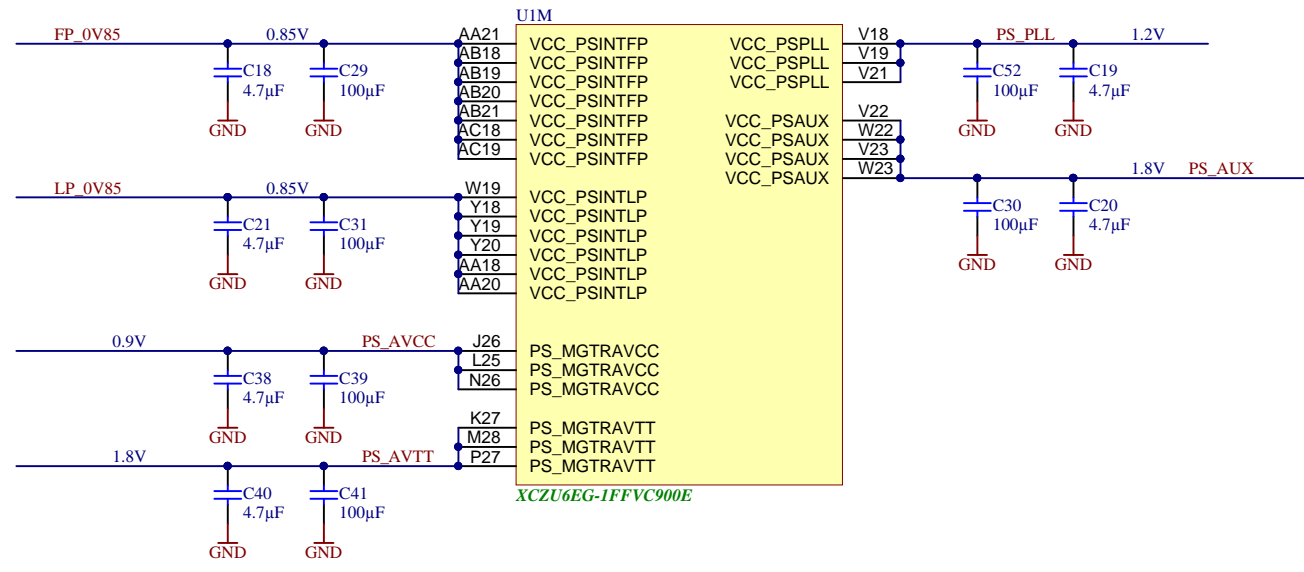 U1M
FP_0V85 0.85V
C18 4.7µF GND
C29 100µF GND
AA21 VCC_PSINTFP
AB18 VCC_PSINTFP
AB19 VCC_PSINTFP
AB20 VCC_PSINTFP
AB21 VCC_PSINTFP
AC18 VCC_PSINTFP
AC19 VCC_PSINTFP
LP_0V85 0.85V
C21 4.7µF GND
C31 100µF GND
W19 VCC_PSINTLP
Y18 VCC_PSINTLP
Y19 VCC_PSINTLP
Y20 VCC_PSINTLP
AA18 VCC_PSINTLP
AA20 VCC_PSINTLP
0.9V PS_AVCC
C38 4.7µF GND
C39 100µF GND
J26 PS_MGTRAVCC
L25 PS_MGTRAVCC
N26 PS_MGTRAVCC
K27 PS_MGTRAVTT
M28 PS_MGTRAVTT
P27 PS_MGTRAVTT
1.8V PS_AVTT
C40 4.7µF GND
C41 100µF GND
VCC_PSPLL V18
VCC_PSPLL V19
VCC_PSPLL V21
PS_PLL 1.2V
C52 100µF GND
C19 4.7µF GND
VCC_PSAUX V22
VCC_PSAUX W22
VCC_PSAUX V23
VCC_PSAUX W23
1.8V PS_AUX
C30 100µF GND
C20 4.7µF GND
XCZU6EG-1FFVC900E